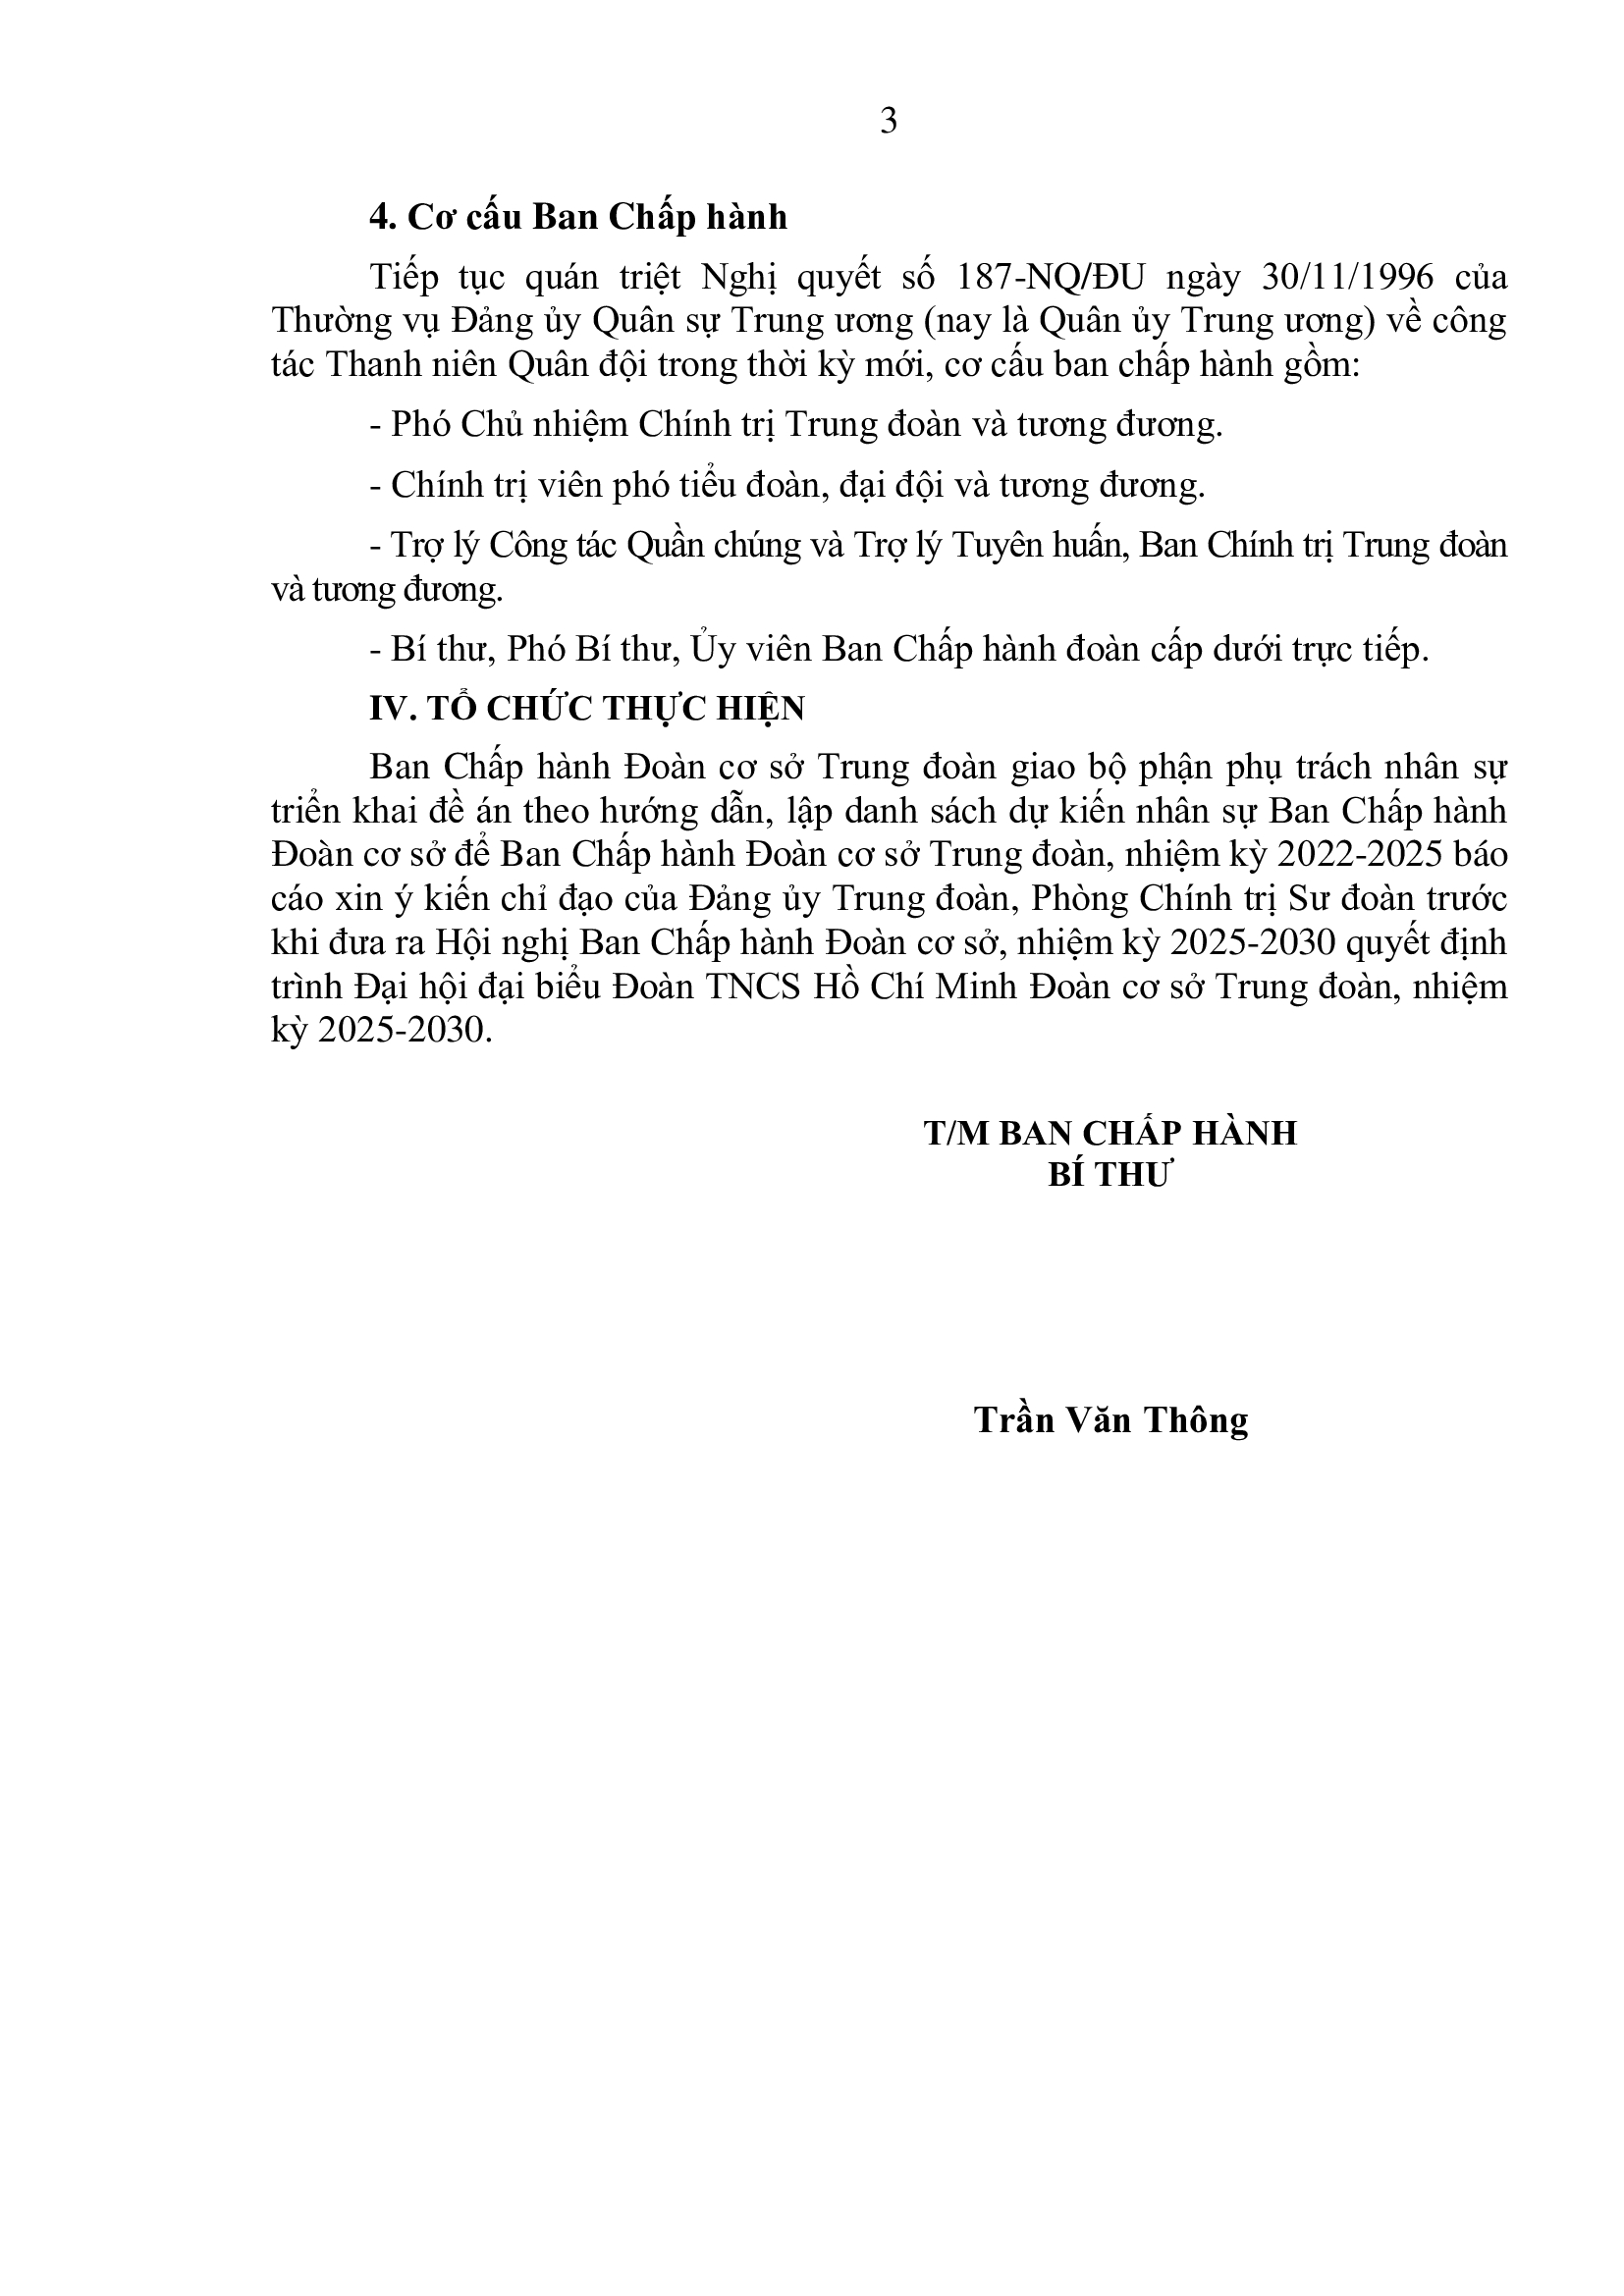 3
4. Cơ cấu Ban Chấp hành
Tiếp tục quán triệt Nghị quyết số 187-NQ/ĐU ngày 30/11/1996 của
Thường vụ Đảng ủy Quân sự Trung ương (nay là Quân ủy Trung ương) về công
tác Thanh niên Quân đội trong thời kỳ mới, cơ cấu ban chấp hành gồm:
- Phó Chủ nhiệm Chính trị Trung đoàn và tương đương.
- Chính trị viên phó tiểu đoàn, đại đội và tương đương.
- Trợ lý Công tác Quần chúng và Trợ lý Tuyên huấn, Ban Chính trị Trung đoàn
và tương đương.
- Bí thư, Phó Bí thư, Ủy viên Ban Chấp hành đoàn cấp dưới trực tiếp.
IV. TỔ CHỨC THỰC HIỆN
Ban Chấp hành Đoàn cơ sở Trung đoàn giao bộ phận phụ trách nhân sự
triển khai đề án theo hướng dẫn, lập danh sách dự kiến nhân sự Ban Chấp hành
Đoàn cơ sở để Ban Chấp hành Đoàn cơ sở Trung đoàn, nhiệm kỳ 2022-2025 báo
cáo xin ý kiến chỉ đạo của Đảng ủy Trung đoàn, Phòng Chính trị Sư đoàn trước
khi đưa ra Hội nghị Ban Chấp hành Đoàn cơ sở, nhiệm kỳ 2025-2030 quyết định
trình Đại hội đại biểu Đoàn TNCS Hồ Chí Minh Đoàn cơ sở Trung đoàn, nhiệm
kỳ 2025-2030.
T/M BAN CHẤP HÀNH
BÍ THƯ
Trần Văn Thông